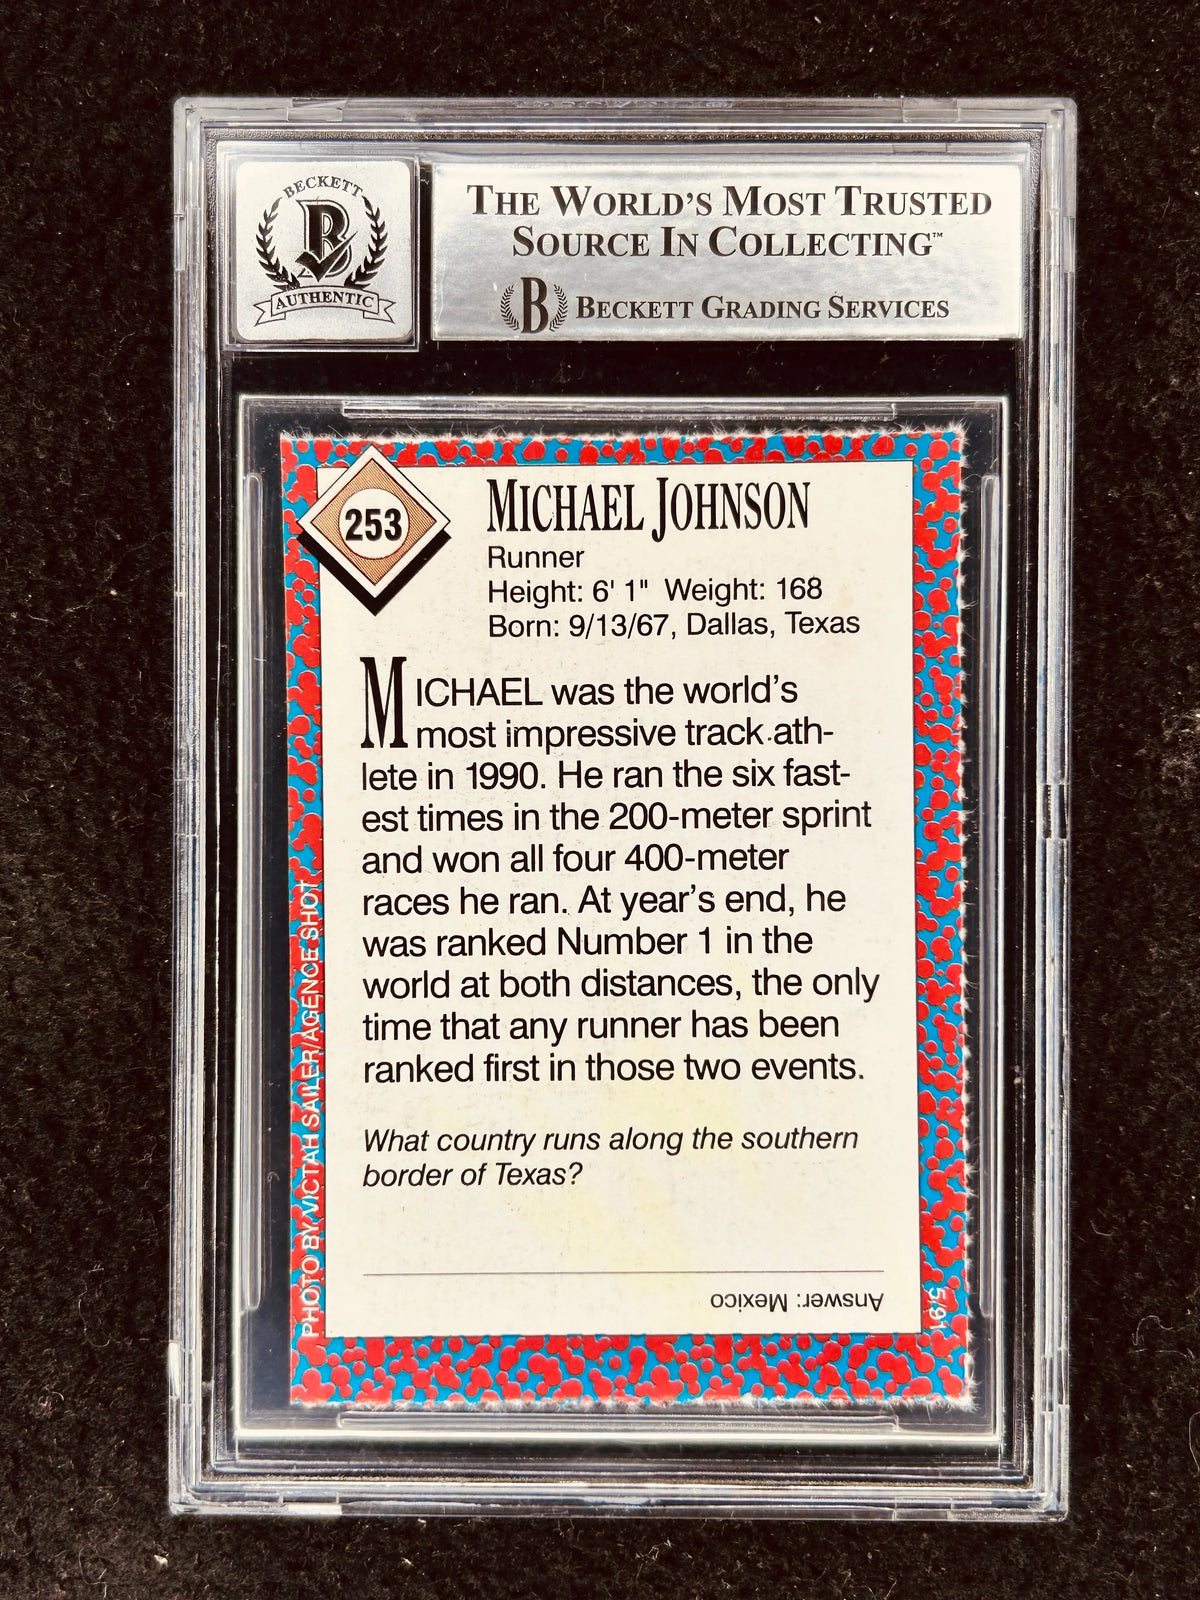 BECKETT
B
AUTHENTIC
THE WORLD'S MOST TRUSTED
SOURCE IN COLLECTING™
B BECKETT GRADING SERVICES
253
MICHAEL JOHNSON
Runner
Height: 6' 1" Weight: 168
Born: 9/13/67, Dallas, Texas
MICHAEL was the world's
most impressive track ath-
lete in 1990. He ran the six fast-
est times in the 200-meter sprint
and won all four 400-meter
races he ran. At year's end, he
was ranked Number 1 in the
world at both distances, the only
time that any runner has been
ranked first in those two events.
What country runs along the southern
border of Texas?
Answer: Mexico
PHOTO BY VICTAH SAILER/AGENCE SHOT
5/91